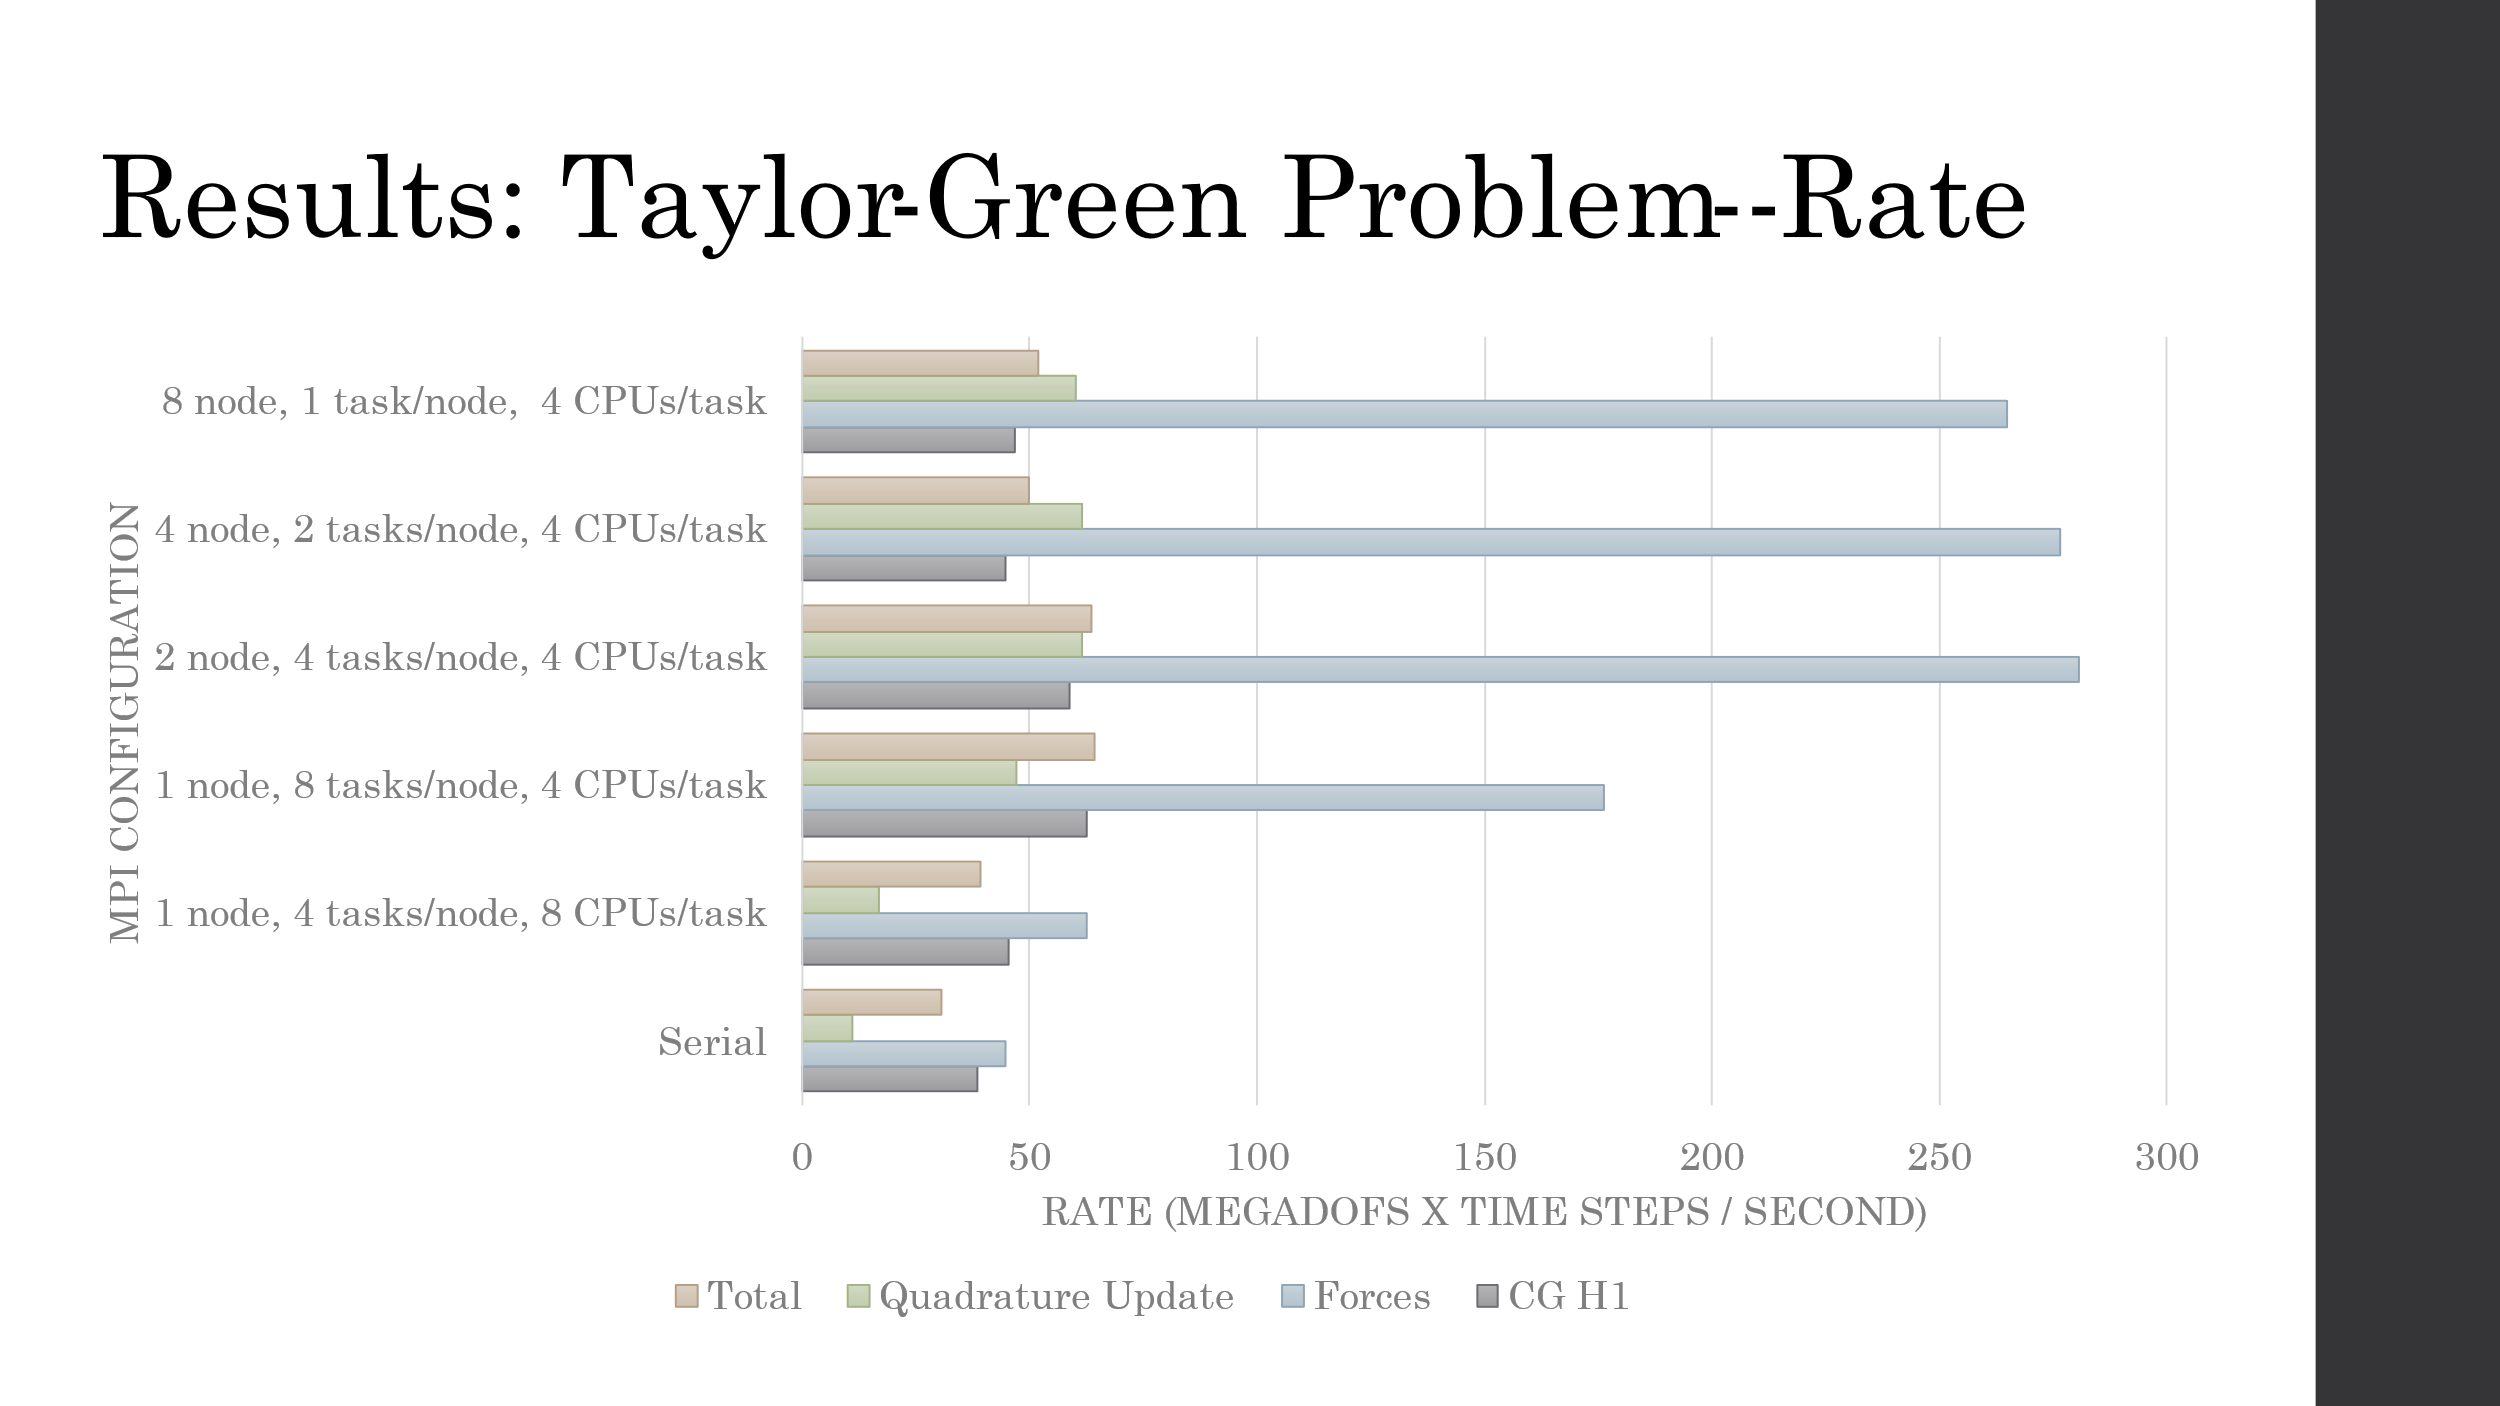 Results: Taylor-Green Problem--Rate
MPI CONFIGURATION
8 node, 1 task/node,  4 CPUs/task
4 node, 2 tasks/node, 4 CPUs/task
2 node, 4 tasks/node, 4 CPUs/task
1 node, 8 tasks/node, 4 CPUs/task
1 node, 4 tasks/node, 8 CPUs/task
Serial
0 50 100 150 200 250 300
RATE (MEGADOFS X TIME STEPS / SECOND)
Total Quadrature Update Forces CG H1